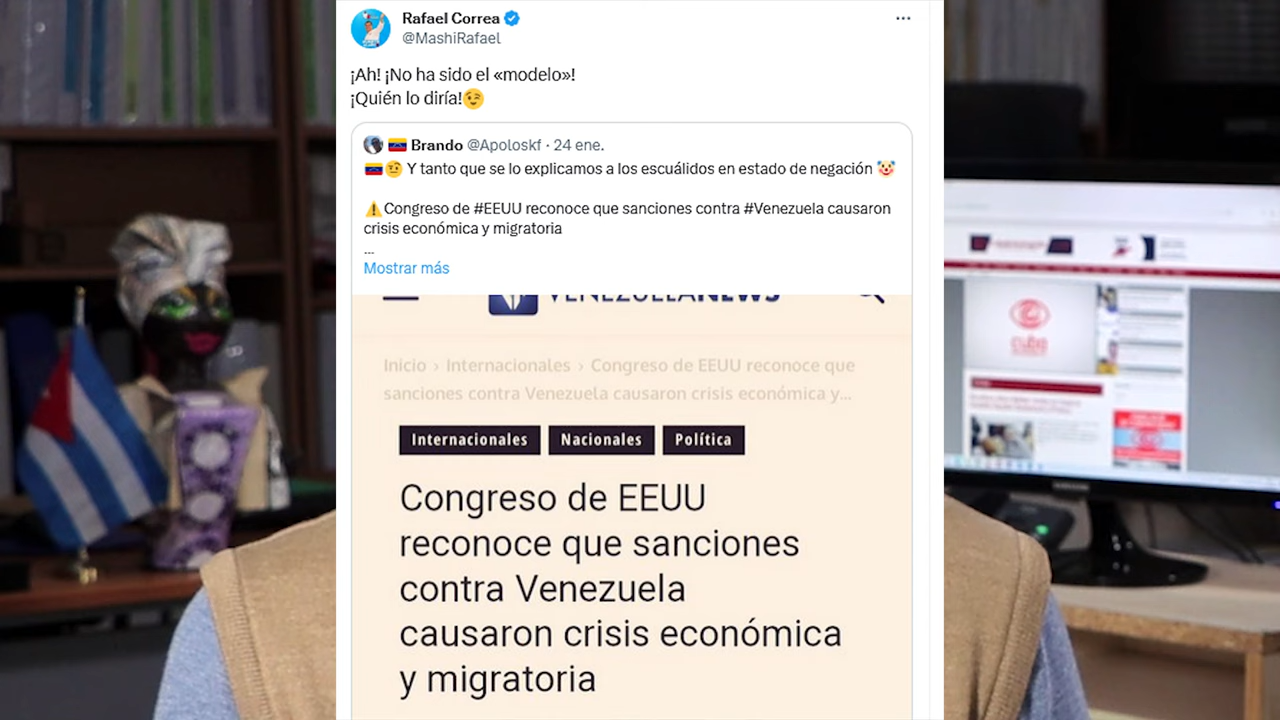 Rafael Correa
@MashiRafael
¡Ah! ¡No ha sido el «modelo»!
¡Quién lo diría!😉
🇻🇪 Brando @Apoloskf · 24 ene.
🇻🇪🤨 Y tanto que se lo explicamos a los escuálidos en estado de negación 🤡
⚠️Congreso de #EEUU reconoce que sanciones contra #Venezuela causaron
crisis económica y migratoria
...
Mostrar más
VENEZUELANEWS
Inicio › Internacionales › Congreso de EEUU reconoce que
sanciones contra Venezuela causaron crisis económica y...
Internacionales Nacionales Política
Congreso de EEUU
reconoce que sanciones
contra Venezuela
causaron crisis económica
y migratoria
cuba